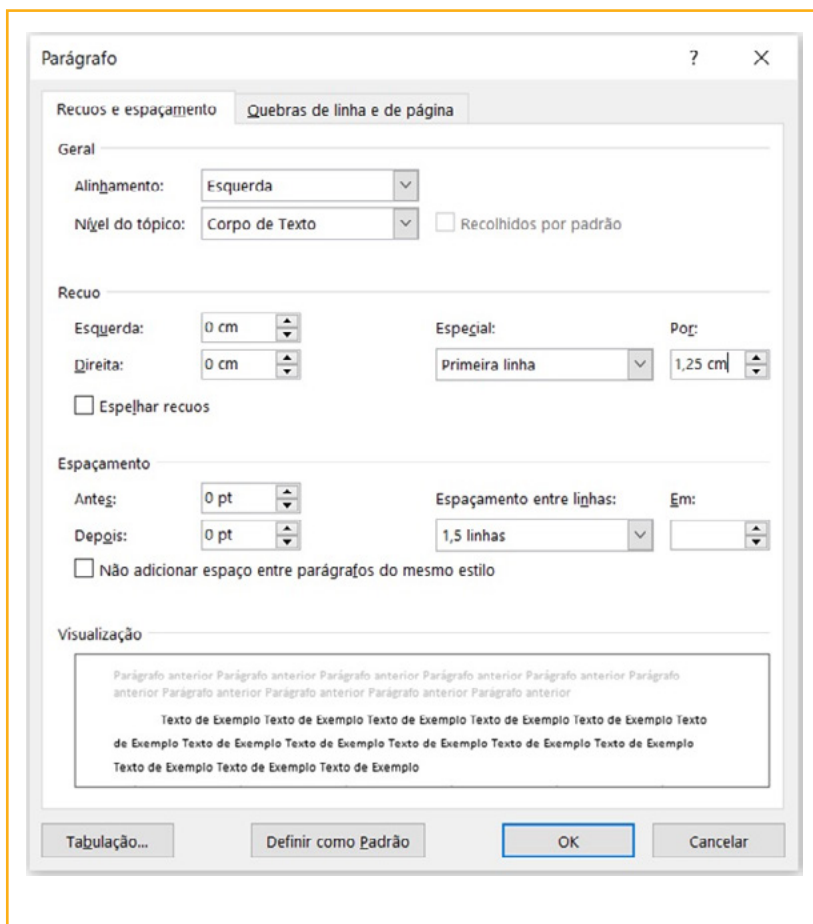 Parágrafo ?
Recuos e espaçamento Quebras de linha e de página
Geral
Alinhamento: Esquerda
Nível do tópico: Corpo de Texto Recolhidos por padrão
Recuo
Esquerda: 0 cm Especial: Por:
Direita: 0 cm Primeira linha 1,25 cm
Espelhar recuos
Espaçamento
Antes: 0 pt Espaçamento entre linhas: Em:
Depois: 0 pt 1,5 linhas
Não adicionar espaço entre parágrafos do mesmo estilo
Visualização
Parágrafo anterior Parágrafo anterior Parágrafo anterior Parágrafo anterior Parágrafo anterior Parágrafo
anterior Parágrafo anterior Parágrafo anterior Parágrafo anterior Parágrafo anterior
Texto de Exemplo Texto de Exemplo Texto de Exemplo Texto de Exemplo Texto de Exemplo Texto
de Exemplo Texto de Exemplo Texto de Exemplo Texto de Exemplo Texto de Exemplo Texto de Exemplo
Texto de Exemplo Texto de Exemplo Texto de Exemplo
Tabulação... Definir como Padrão OK Cancelar